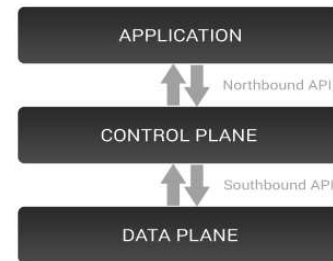 APPLICATION
Northbound API
CONTROL PLANE
Southbound API
DATA PLANE